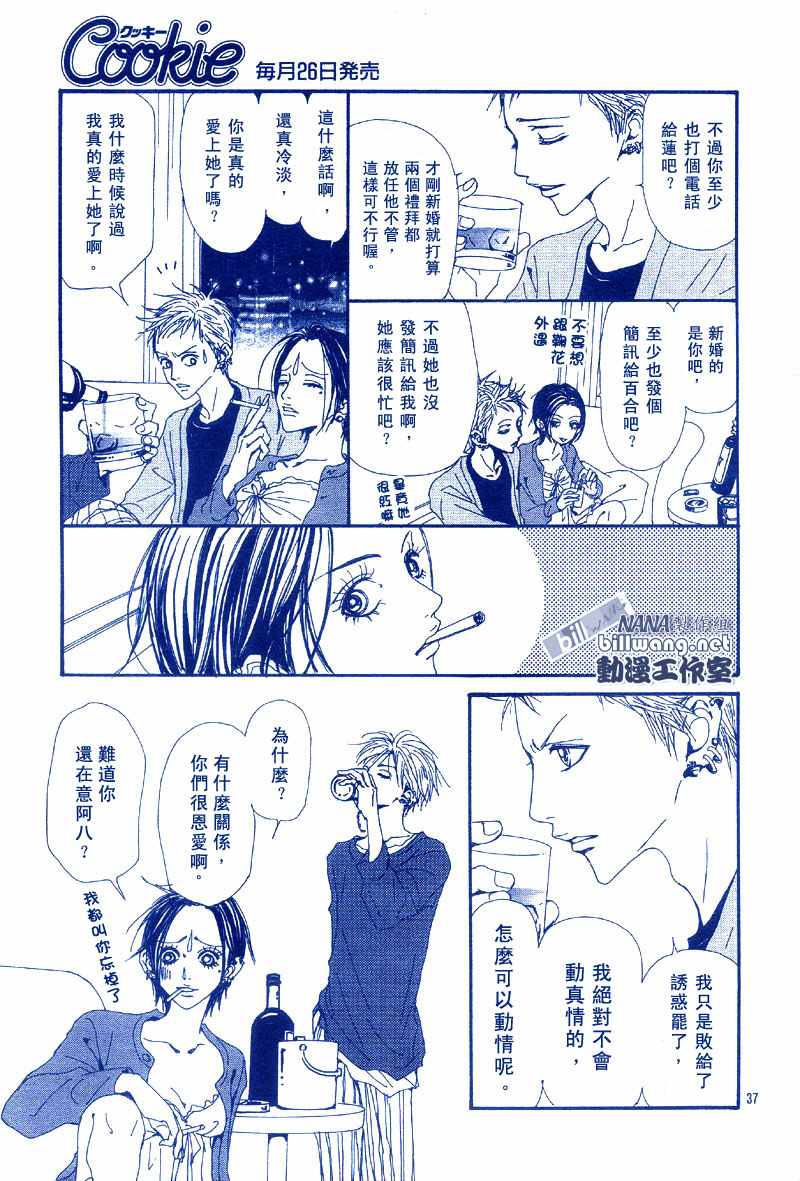 クッキー
Cookie
毎月26日発売
不過你至少
也打個電話
給蓮吧？
才剛新婚就打算
兩個禮拜都
放任他不管，
這樣可不行喔。
新婚的
是你吧，
至少也發個
簡訊給百合吧？
不要想
跟鞠花
外遇
不過她也沒
發簡訊給我啊，
她應該很忙吧？
畢竟她
很紅嘛
這什麼話啊，
還真冷淡，
你是真的
愛上她了嗎？
我什麼時候說過
我真的愛上她了啊。
bill wang
NANA製作組
billwang.net
動漫工作室
我只是敗給了
誘惑罷了，
我絕對不會
動真情的，
怎麼可以動情呢。
為什麼？
有什麼關係，
你們很恩愛啊。
難道你
還在意阿八？
我都叫你忘掉了
37